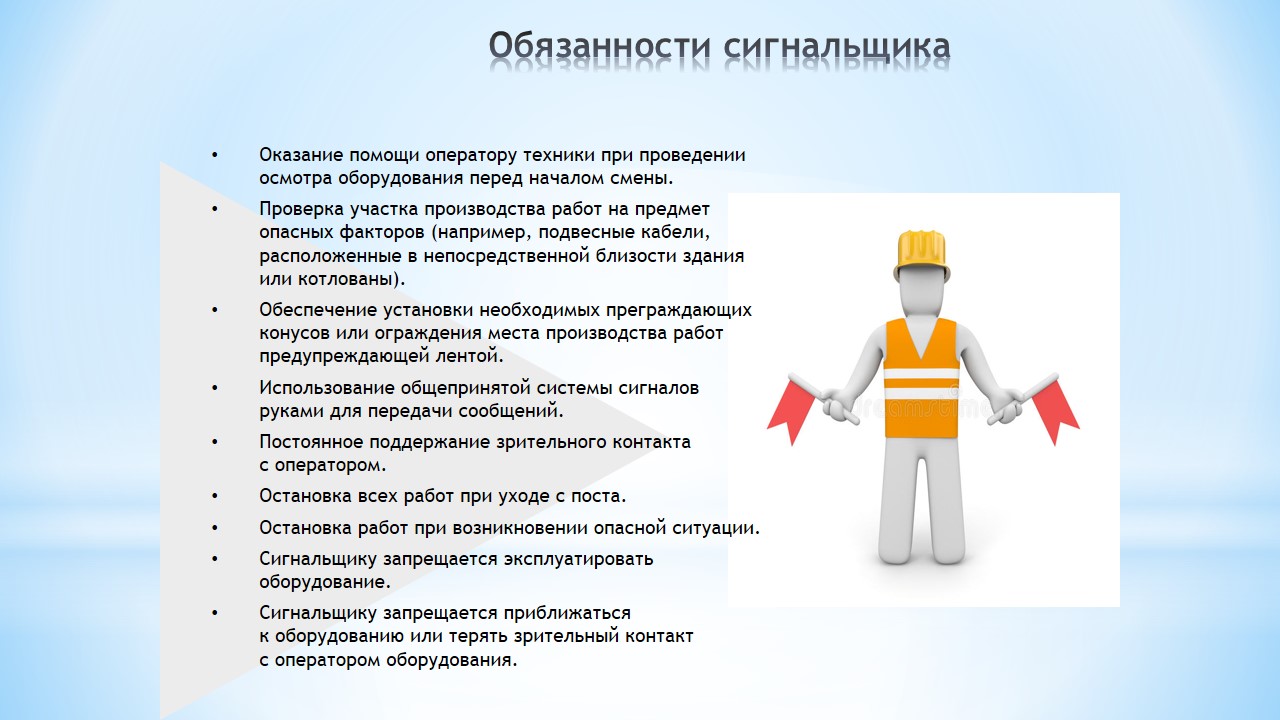 Обязанности сигнальщика
• Оказание помощи оператору техники при проведении
осмотра оборудования перед началом смены.
• Проверка участка производства работ на предмет
опасных факторов (например, подвесные кабели,
расположенные в непосредственной близости здания
или котлованы).
• Обеспечение установки необходимых преграждающих
конусов или ограждения места производства работ
предупреждающей лентой.
• Использование общепринятой системы сигналов
руками для передачи сообщений.
• Постоянное поддержание зрительного контакта
с оператором.
• Остановка всех работ при уходе с поста.
• Остановка работ при возникновении опасной ситуации.
• Сигнальщику запрещается эксплуатировать
оборудование.
• Сигнальщику запрещается приближаться
к оборудованию или терять зрительный контакт
с оператором оборудования.